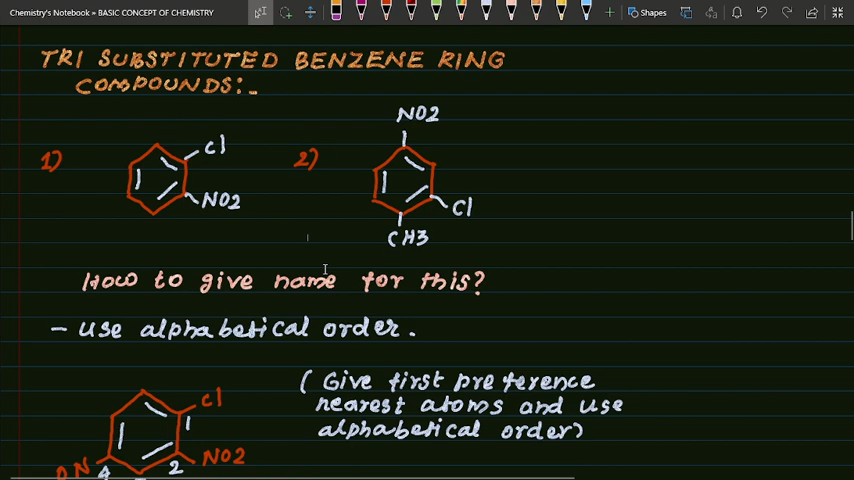 Chemistry's Notebook » BASIC CONCEPT OF CHEMISTRY
Shapes
TRI SUBSTITUTED BENZENE RING
COMPOUNDS:-
1)
Cl
NO2
2)
NO2
Cl
CH3
How to give name for this?
- Use alphabetical order.
(Give first preference
nearest atoms and use
alphabetical order)
Cl
1
NO2
2
4